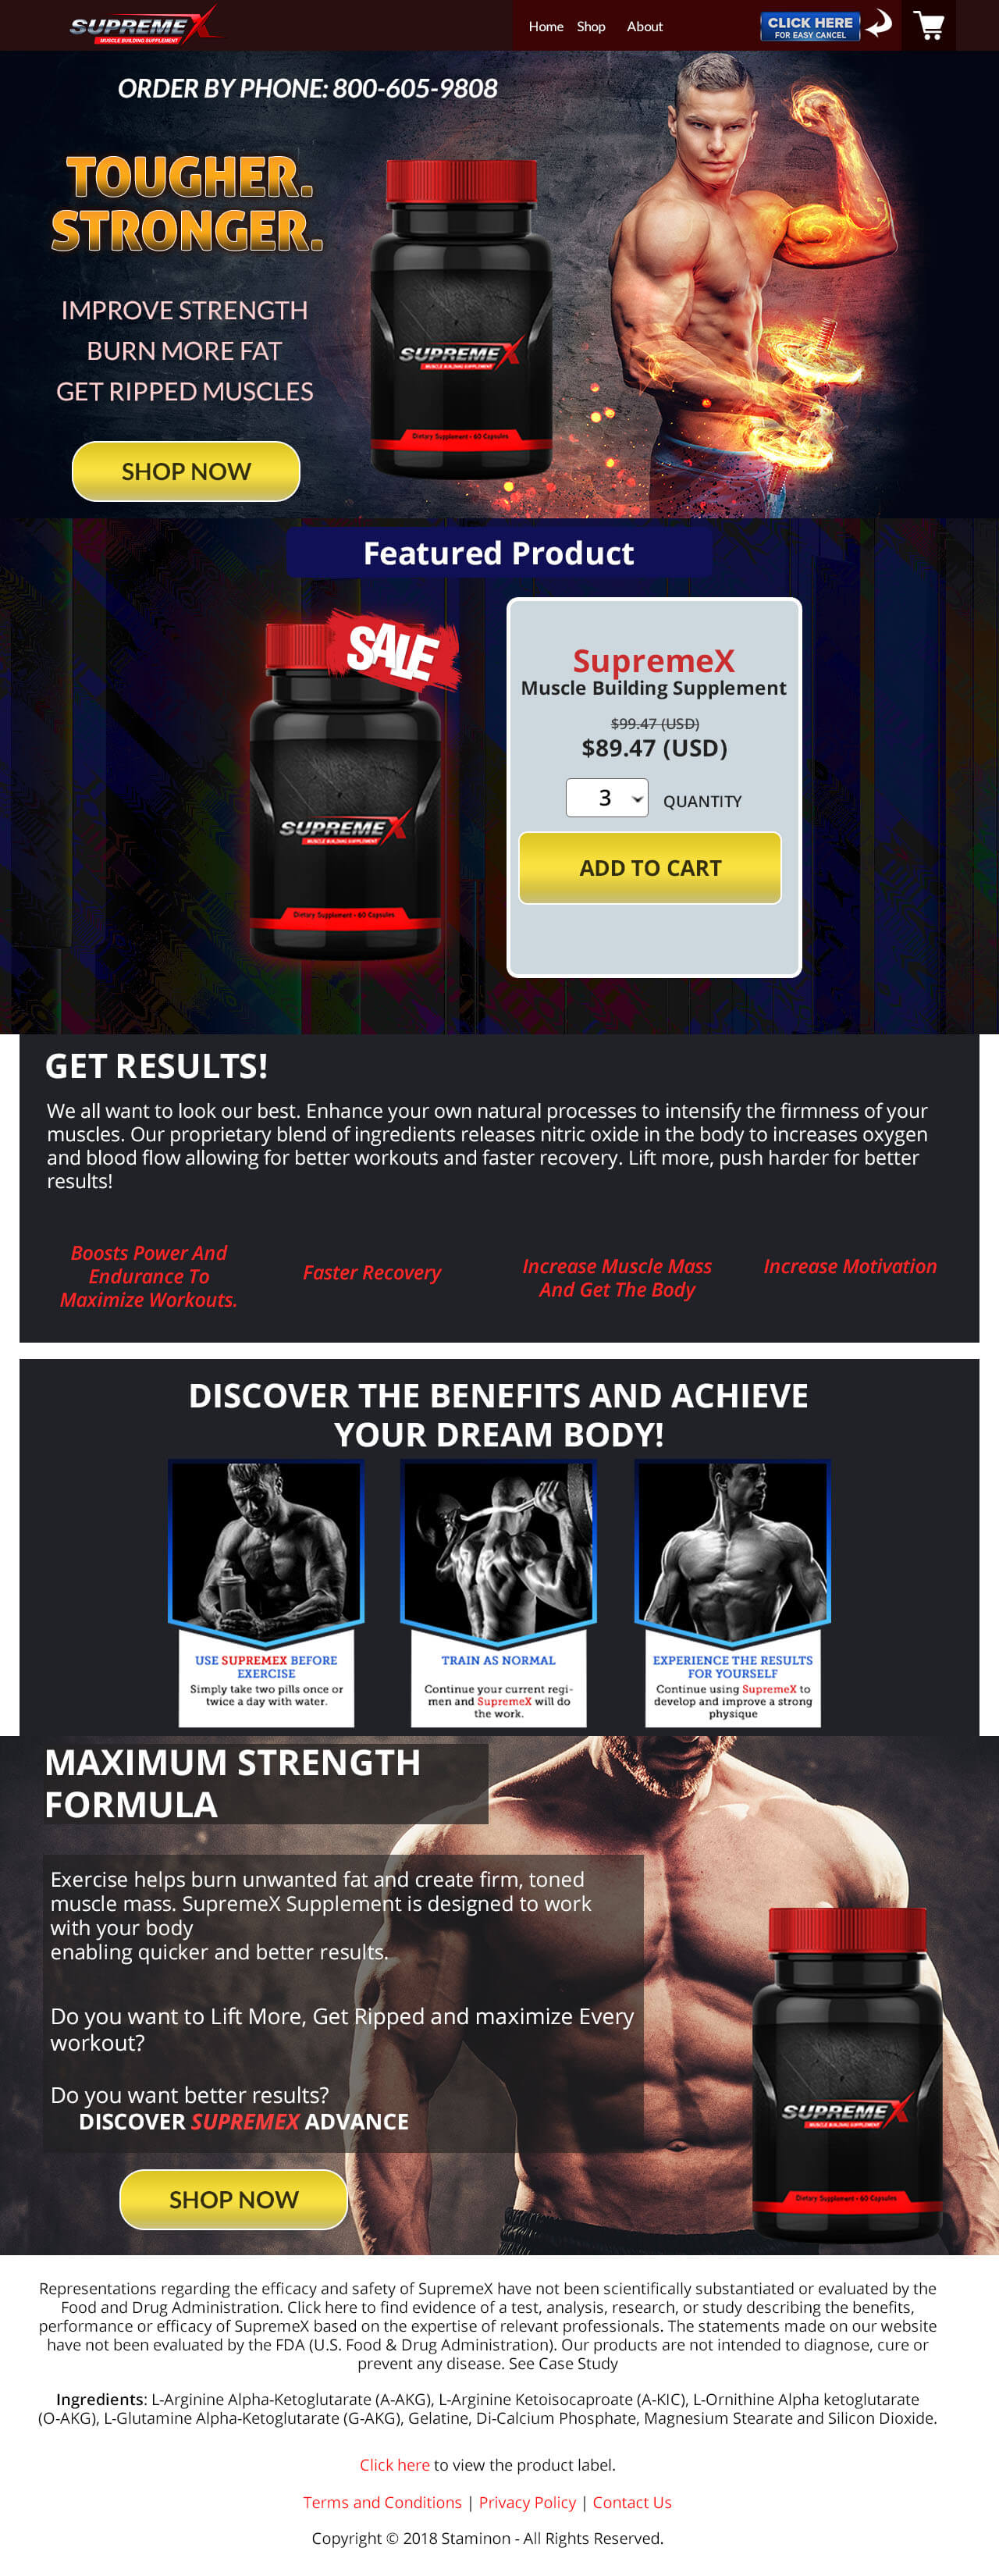 SUPREMEX
MUSCLE BUILDING SUPPLEMENT
Home Shop About
CLICK HERE
FOR EASY CANCEL
ORDER BY PHONE: 800-605-9808
TOUGHER.
STRONGER.
IMPROVE STRENGTH
BURN MORE FAT
GET RIPPED MUSCLES
SHOP NOW
SUPREMEX
MUSCLE BUILDING SUPPLEMENT
Dietary Supplement • 60 Capsules
Featured Product
SALE
SUPREMEX
MUSCLE BUILDING SUPPLEMENT
Dietary Supplement • 60 Capsules
SupremeX
Muscle Building Supplement
$99.47 (USD)
$89.47 (USD)
3 QUANTITY
ADD TO CART
GET RESULTS!
We all want to look our best. Enhance your own natural processes to intensify the firmness of your
muscles. Our proprietary blend of ingredients releases nitric oxide in the body to increases oxygen
and blood flow allowing for better workouts and faster recovery. Lift more, push harder for better
results!
Boosts Power And
Endurance To
Maximize Workouts.
Faster Recovery
Increase Muscle Mass
And Get The Body
Increase Motivation
DISCOVER THE BENEFITS AND ACHIEVE
YOUR DREAM BODY!
USE SUPREMEX BEFORE
EXERCISE
Simply take two pills once or
twice a day with water.
TRAIN AS NORMAL
Continue your current regi-
men and SupremeX will do
the work.
EXPERIENCE THE RESULTS
FOR YOURSELF
Continue using SupremeX to
develop and improve a strong
physique
MAXIMUM STRENGTH
FORMULA
Exercise helps burn unwanted fat and create firm, toned
muscle mass. SupremeX Supplement is designed to work
with your body
enabling quicker and better results.
Do you want to Lift More, Get Ripped and maximize Every
workout?
Do you want better results?
DISCOVER SUPREMEX ADVANCE
SHOP NOW
SUPREMEX
MUSCLE BUILDING SUPPLEMENT
Dietary Supplement • 60 Capsules
Representations regarding the efficacy and safety of SupremeX have not been scientifically substantiated or evaluated by the
Food and Drug Administration. Click here to find evidence of a test, analysis, research, or study describing the benefits,
performance or efficacy of SupremeX based on the expertise of relevant professionals. The statements made on our website
have not been evaluated by the FDA (U.S. Food & Drug Administration). Our products are not intended to diagnose, cure or
prevent any disease. See Case Study
Ingredients: L-Arginine Alpha-Ketoglutarate (A-AKG), L-Arginine Ketoisocaproate (A-KIC), L-Ornithine Alpha ketoglutarate
(O-AKG), L-Glutamine Alpha-Ketoglutarate (G-AKG), Gelatine, Di-Calcium Phosphate, Magnesium Stearate and Silicon Dioxide.
Click here to view the product label.
Terms and Conditions | Privacy Policy | Contact Us
Copyright © 2018 Staminon - All Rights Reserved.